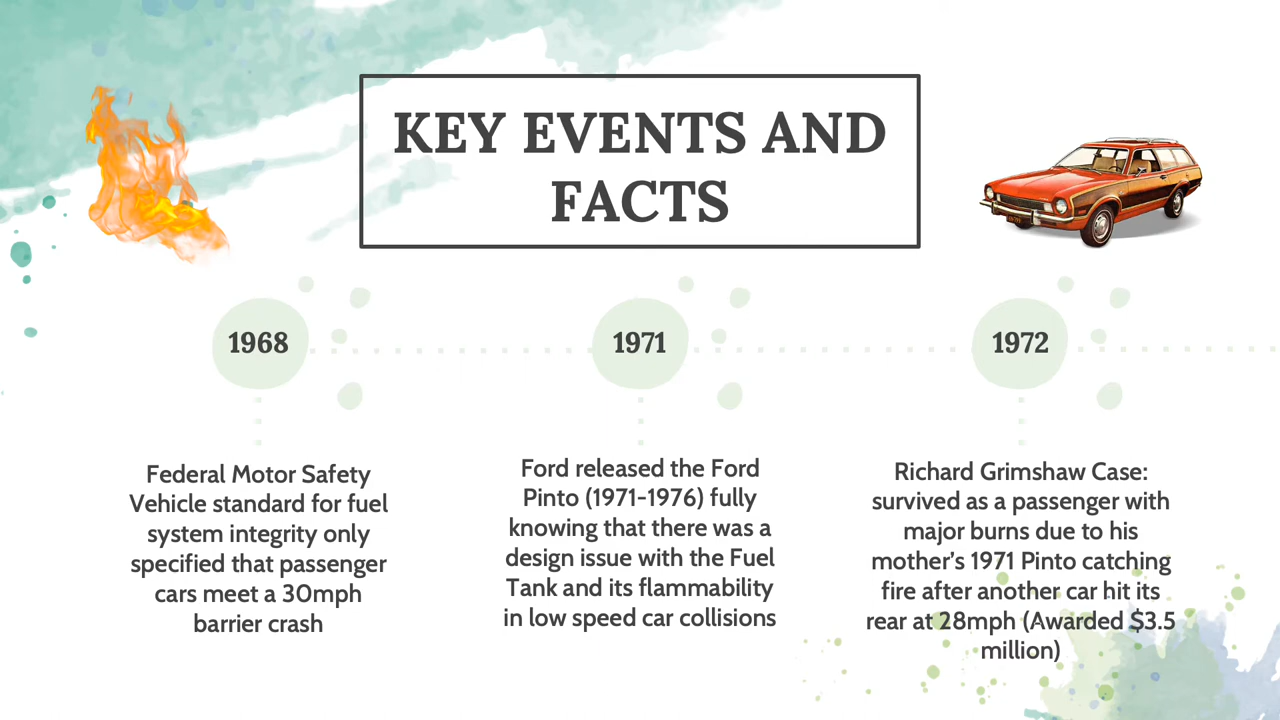 KEY EVENTS AND
FACTS
1968
1971
1972
Federal Motor Safety
Vehicle standard for fuel
system integrity only
specified that passenger
cars meet a 30mph
barrier crash
Ford released the Ford
Pinto (1971-1976) fully
knowing that there was a
design issue with the Fuel
Tank and its flammability
in low speed car collisions
Richard Grimshaw Case:
survived as a passenger with
major burns due to his
mother's 1971 Pinto catching
fire after another car hit its
rear at 28mph (Awarded $3.5
million)